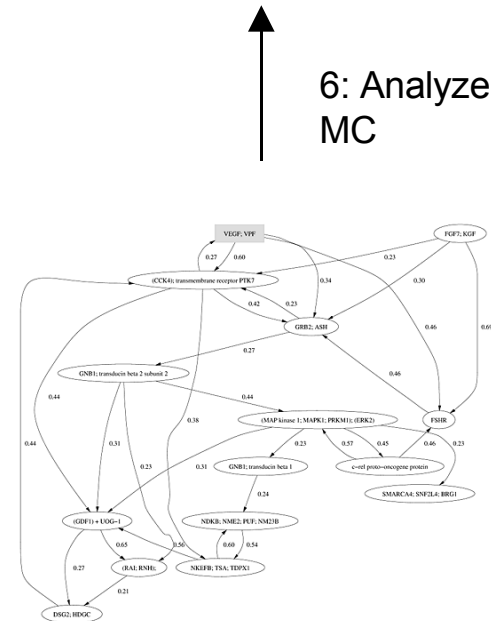 6: Analyze
MC
VEGF; VPF
FGF7; KGF
0.27
0.60
0.23
(CCK4); transmembrane receptor PTK7
0.34
0.30
0.42
0.23
GRB2; ASH
0.46
0.69
0.27
GNB1; transducin beta 2 subunit 2
0.46
0.44
0.44
0.38
0.44
(MAP kinase 1; MAPK1; PRKM1); (ERK2)
FSHR
0.31
0.23
0.31
0.23
0.57
0.45
0.46
0.23
GNB1; transducin beta 1
c-rel proto-oncogene protein
0.24
SMARCA4; SNF2L4; BRG1
(GDF1) + UOG-1
NDKB; NME2; PUF; NM23B
0.65
0.56
0.60
0.54
0.27
(RAI; RNH);
NKEFB; TSA; TDPX1
0.21
DSG2; HDGC